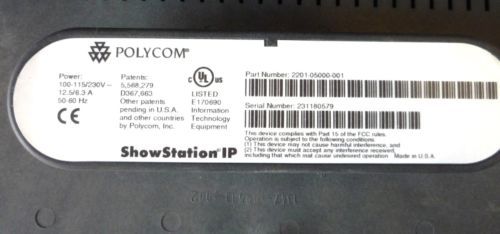 POLYCOM®
Power:
100-115/230V~
12.5/6.3 A
50-60 Hz
CE
Patents:
5,568,279
D367,663
Other patents
pending in U.S.A.
and other countries
by Polycom, Inc.
C UL US
LISTED
E170690
Information
Technology
Equipment
ShowStation® IP
Part Number: 2201-05000-001
Serial Number: 231180579
This device complies with Part 15 of the FCC rules.
Operation is subject to the following two conditions.
(1) This device may not cause harmful interference, and
(2) This device must accept any interference received,
including that which may cause undesired operation. Made in U.S.A.